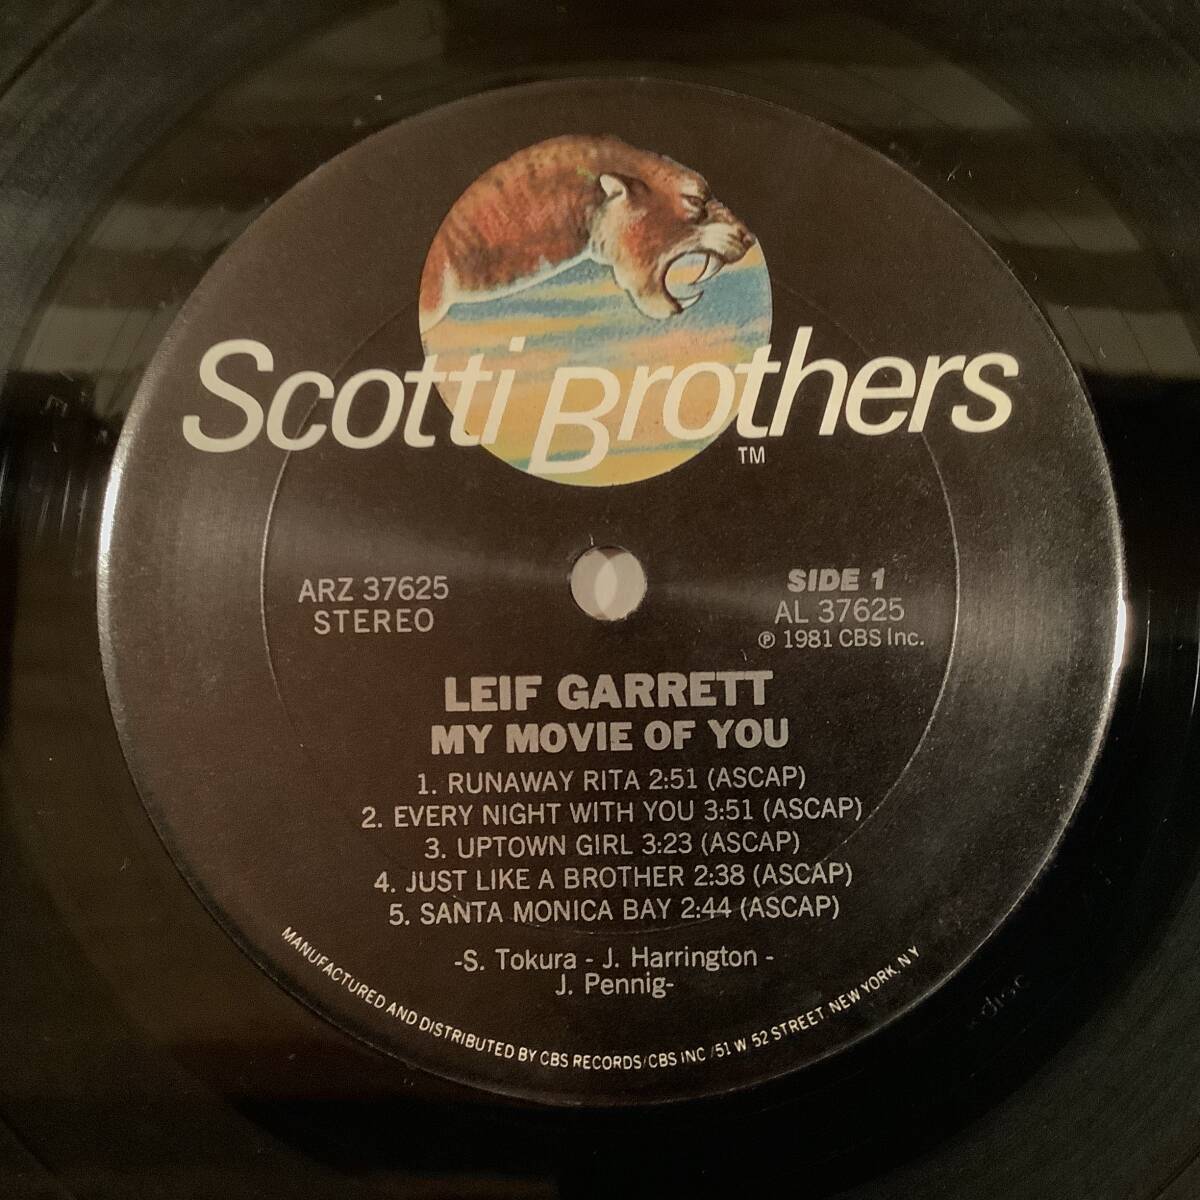 Scotti Brothers
TM
ARZ 37625
STEREO
SIDE 1
AL 37625
℗ 1981 CBS Inc.
LEIF GARRETT
MY MOVIE OF YOU
1. RUNAWAY RITA 2:51 (ASCAP)
2. EVERY NIGHT WITH YOU 3:51 (ASCAP)
3. UPTOWN GIRL 3:23 (ASCAP)
4. JUST LIKE A BROTHER 2:38 (ASCAP)
5. SANTA MONICA BAY 2:44 (ASCAP)
-S. Tokura - J. Harrington -
J. Pennig-
MANUFACTURED AND DISTRIBUTED BY CBS RECORDS/CBS INC /51 W 52 STREET, NEW YORK, N Y
disc